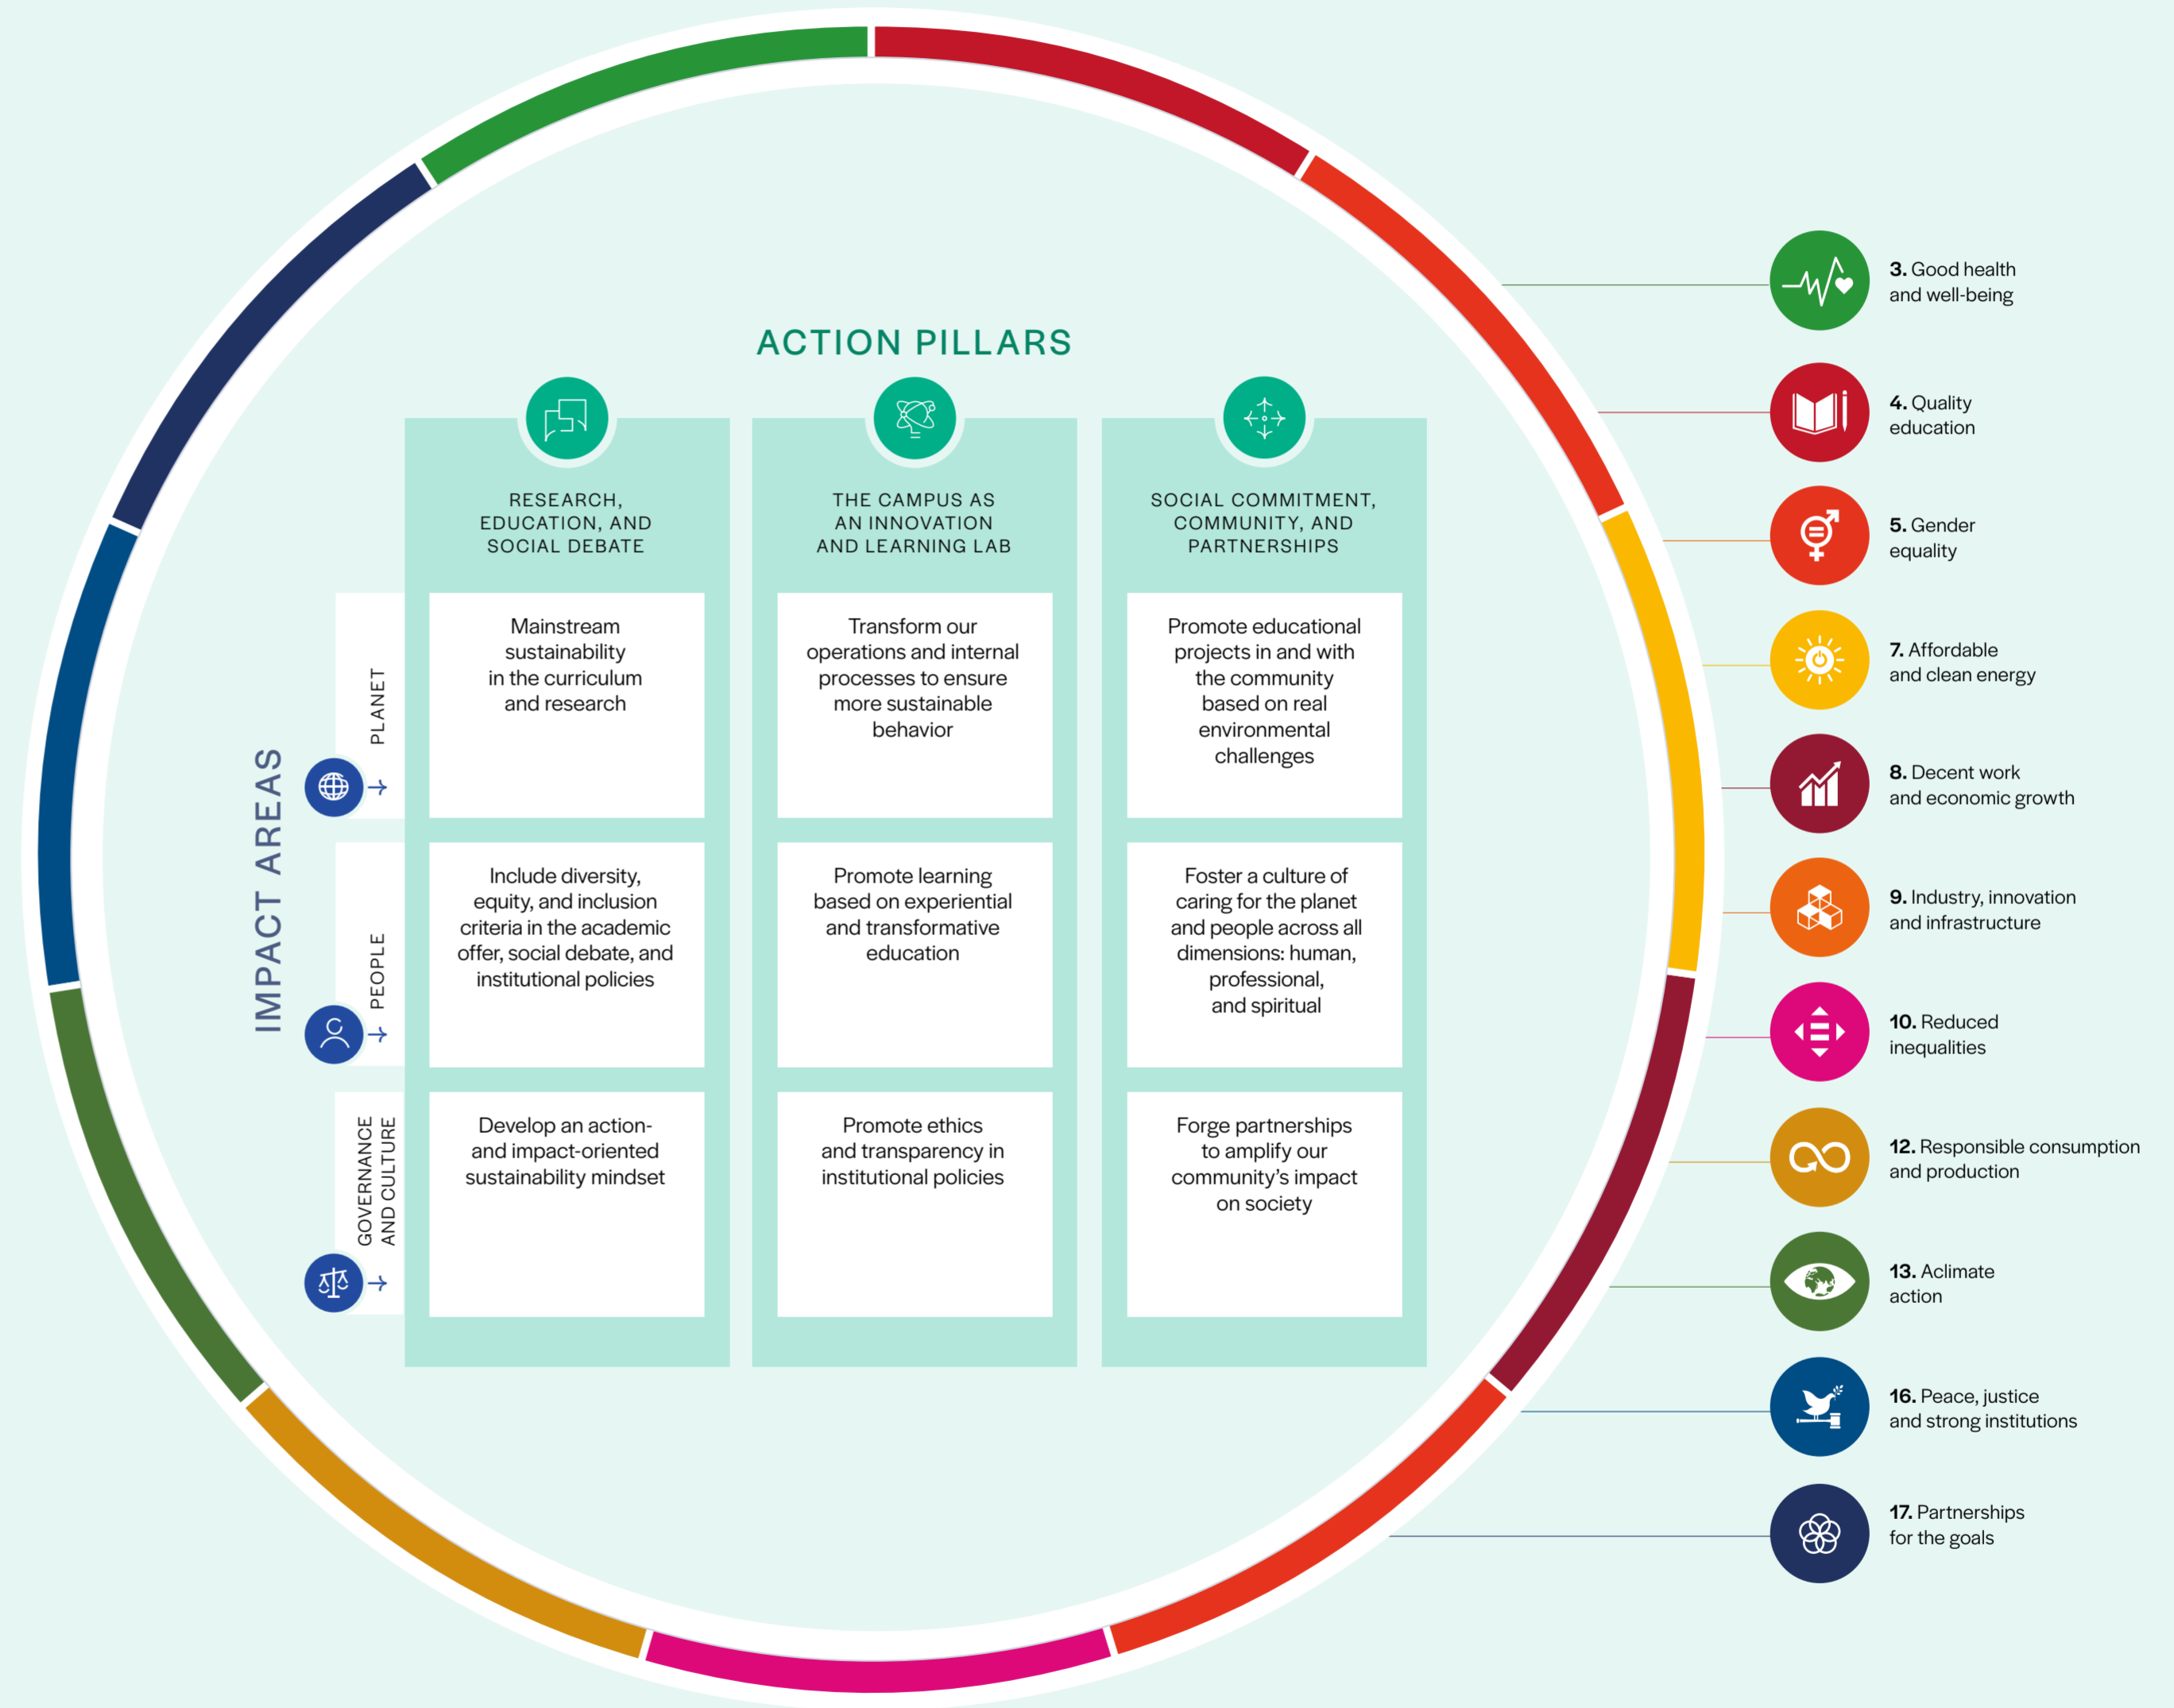 ACTION PILLARS
RESEARCH,
EDUCATION, AND
SOCIAL DEBATE
THE CAMPUS AS
AN INNOVATION
AND LEARNING LAB
SOCIAL COMMITMENT,
COMMUNITY, AND
PARTNERSHIPS
IMPACT AREAS
PLANET
Mainstream
sustainability
in the curriculum
and research
Transform our
operations and internal
processes to ensure
more sustainable
behavior
Promote educational
projects in and with
the community
based on real
environmental
challenges
PEOPLE
Include diversity,
equity, and inclusion
criteria in the academic
offer, social debate, and
institutional policies
Promote learning
based on experiential
and transformative
education
Foster a culture of
caring for the planet
and people across all
dimensions: human,
professional,
and spiritual
GOVERNANCE
AND CULTURE
Develop an action-
and impact-oriented
sustainability mindset
Promote ethics
and transparency in
institutional policies
Forge partnerships
to amplify our
community’s impact
on society
3. Good health
and well-being
4. Quality
education
5. Gender
equality
7. Affordable
and clean energy
8. Decent work
and economic growth
9. Industry, innovation
and infrastructure
10. Reduced
inequalities
12. Responsible consumption
and production
13. Aclimate
action
16. Peace, justice
and strong institutions
17. Partnerships
for the goals